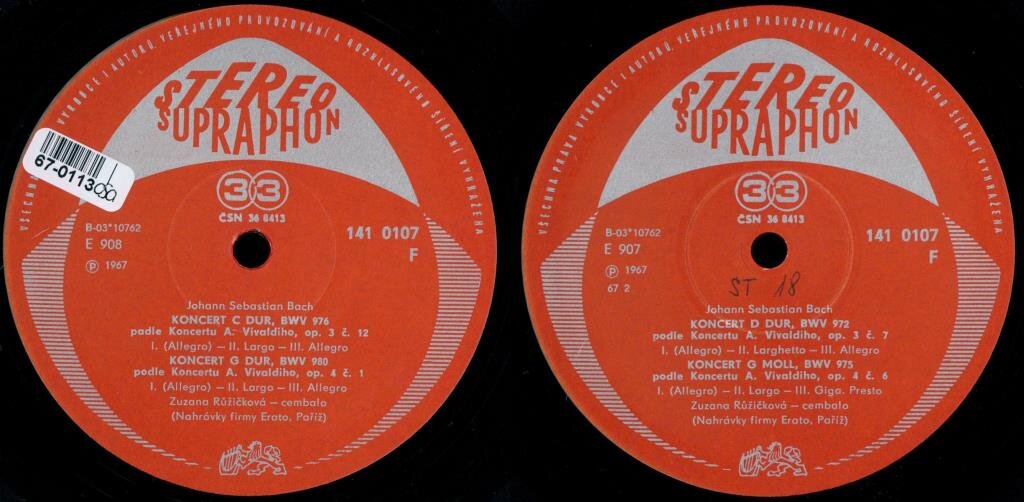 VŠECHNA PRÁVA VÝROBCE I AUTORŮ, VEŘEJNÉHO PROVOZOVÁNÍ A ROZHLASOVÉHO ŠÍŘENÍ VYHRAŽENA
STEREO
SUPRAPHON
67-0113
33
ČSN 36 8413
B-03*10762
E 908
℗ 1967
141 0107
F
Johann Sebastian Bach
KONCERT C DUR, BWV 976
podle Koncertu A. Vivaldiho, op. 3 č. 12
I. (Allegro) — II. Largo — III. Allegro
KONCERT G DUR, BWV 980
podle Koncertu A. Vivaldiho, op. 4 č. 1
I. (Allegro) — II. Largo — III. Allegro
Zuzana Růžičková — cembalo
(Nahrávky firmy Erato, Paříž)
VŠECHNA PRÁVA VÝROBCE I AUTORŮ, VEŘEJNÉHO PROVOZOVÁNÍ A ROZHLASOVÉHO ŠÍŘENÍ VYHRAŽENA
STEREO
SUPRAPHON
33
ČSN 36 8413
B-03*10762
E 907
℗ 1967
67 2
141 0107
F
ST 18
Johann Sebastian Bach
KONCERT D DUR, BWV 972
podle Koncertu A. Vivaldiho, op. 3 č. 7
I. (Allegro) — II. Larghetto — III. Allegro
KONCERT G MOLL, BWV 975
podle Koncertu A. Vivaldiho, op. 4 č. 6
I. (Allegro) — II. Largo — III. Giga. Presto
Zuzana Růžičková — cembalo
(Nahrávky firmy Erato, Paříž)